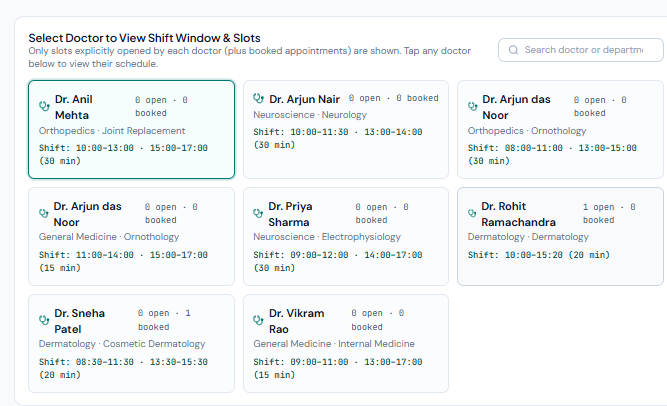 Select Doctor to View Shift Window & Slots
Only slots explicitly opened by each doctor (plus booked appointments) are shown. Tap any doctor
below to view their schedule.
Search doctor or departm
Dr. Anil
Mehta
0 open · 0
booked
Orthopedics · Joint Replacement
Shift: 10:00-13:00 · 15:00-17:00
(30 min)
Dr. Arjun Nair
0 open · 0 booked
Neuroscience · Neurology
Shift: 10:00-11:30 · 13:00-14:00
(30 min)
Dr. Arjun das
Noor
0 open · 0
booked
Orthopedics · Ornothology
Shift: 08:00-11:00 · 13:00-15:00
(30 min)
Dr. Arjun das
Noor
0 open · 0
booked
General Medicine · Ornothology
Shift: 11:00-14:00 · 15:00-17:00
(15 min)
Dr. Priya
Sharma
0 open · 0
booked
Neuroscience · Electrophysiology
Shift: 09:00-12:00 · 14:00-17:00
(30 min)
Dr. Rohit
Ramachandra
1 open · 0
booked
Dermatology · Dermatology
Shift: 10:00-15:20 (20 min)
Dr. Sneha
Patel
0 open · 1
booked
Dermatology · Cosmetic Dermatology
Shift: 08:30-11:30 · 13:30-15:30
(20 min)
Dr. Vikram
Rao
0 open · 0
booked
General Medicine · Internal Medicine
Shift: 09:00-11:00 · 13:00-17:00
(15 min)